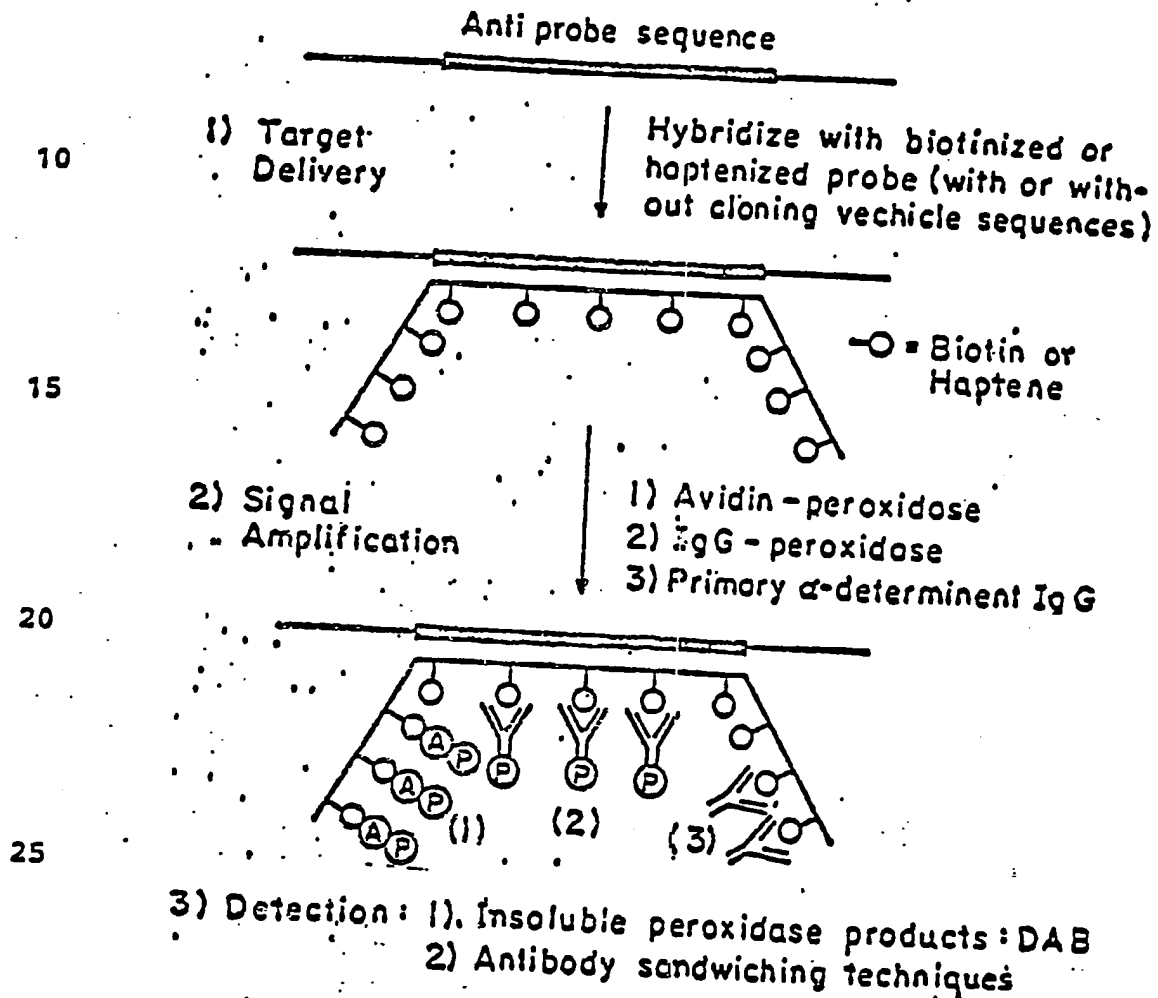 Anti probe sequence
1) Target
Delivery
Hybridize with biotinized or
haptenized probe (with or with-
out cloning vechicle sequences)
10
= Biotin or
Haptene
15
2) Signal
Amplification
1) Avidin-peroxidase
2) IgG-peroxidase
3) Primary α-determinent IgG
20
A P
A P
A P
P
P
P
(1)
(2)
(3)
25
3) Detection: 1). Insoluble peroxidase products: DAB
2) Antibody sandwiching techniques